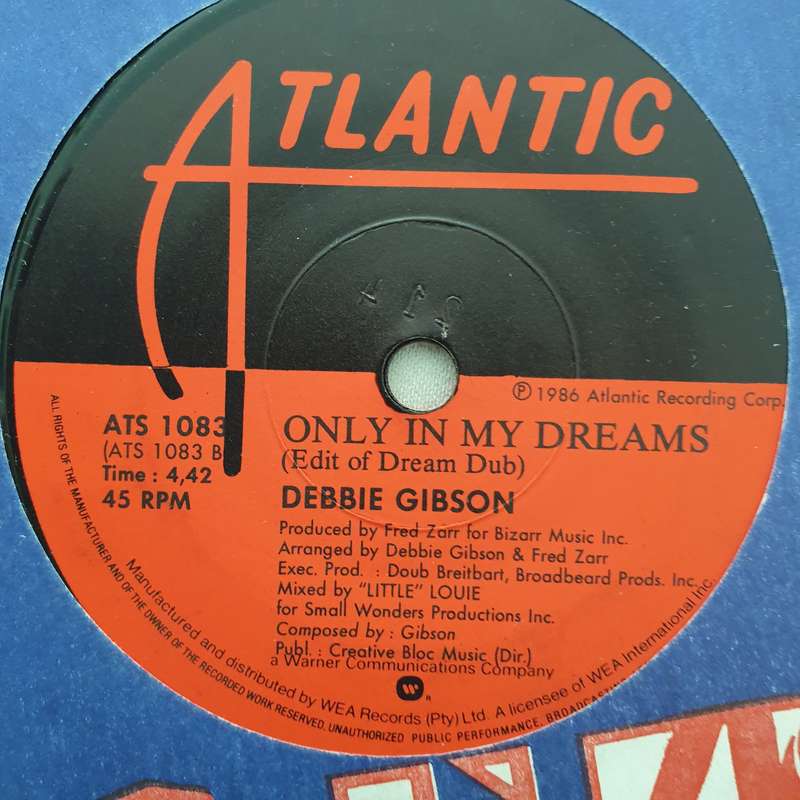 ATLANTIC
℗ 1986 Atlantic Recording Corp.
ATS 1083
(ATS 1083 B
Time : 4,42
45 RPM
ONLY IN MY DREAMS
(Edit of Dream Dub)
DEBBIE GIBSON
Produced by Fred Zarr for Bizarr Music Inc.
Arranged by Debbie Gibson & Fred Zarr
Exec. Prod. : Doub Breitbart, Broadbeard Prods. Inc.
Mixed by "LITTLE" LOUIE
for Small Wonders Productions Inc.
Composed by : Gibson
Publ. : Creative Bloc Music (Dir.)
a Warner Communications Company
Manufactured and distributed by WEA Records (Pty) Ltd. A licensee of WEA International Inc.
ALL RIGHTS OF THE MANUFACTURER AND OF THE OWNER OF THE RECORDED WORK RESERVED. UNAUTHORIZED PUBLIC PERFORMANCE, BROADCASTING